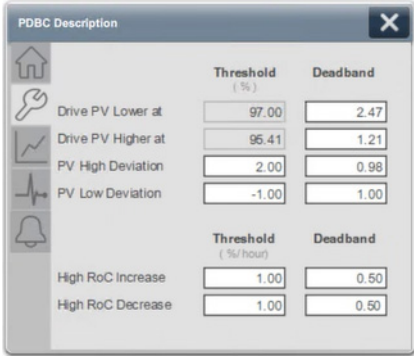 PDBC Description
Threshold Deadband
( % )
Drive PV Lower at 97.00 2.47
Drive PV Higher at 95.41 1.21
PV High Deviation 2.00 0.98
PV Low Deviation -1.00 1.00
Threshold Deadband
( %/hour)
High RoC Increase 1.00 0.50
High RoC Decrease 1.00 0.50